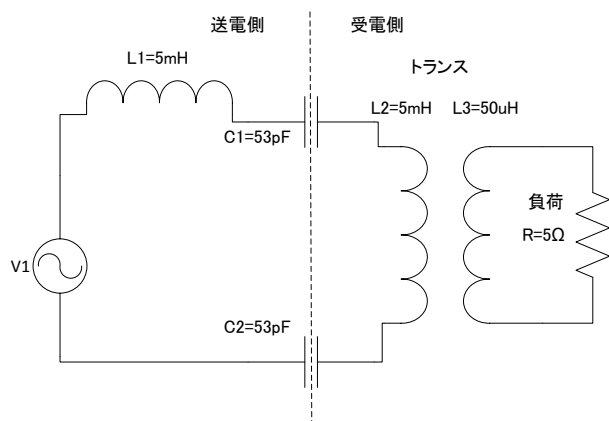 送電側
受電側
L1=5mH
トランス
L2=5mH
L3=50uH
C1=53pF
負荷
R=5Ω
V1
C2=53pF